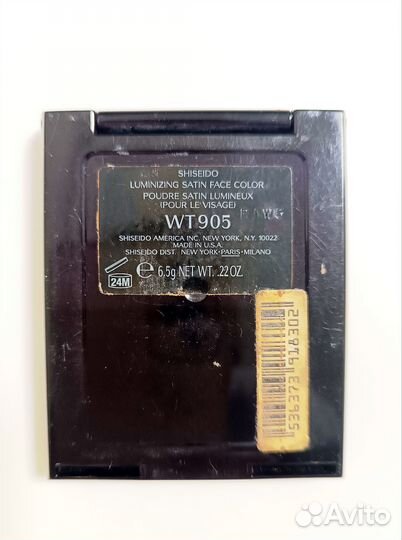 SHISEIDO
LUMINIZING SATIN FACE COLOR
POUDRE SATIN LUMINEUX
(POUR LE VISAGE)
WT905
SHISEIDO AMERICA INC. NEW YORK, N.Y. 10022
MADE IN U.S.A.
SHISEIDO DIST. NEW YORK•PARIS•MILANO
24M
℮ 6.5g NET WT. .22 OZ.
Avito